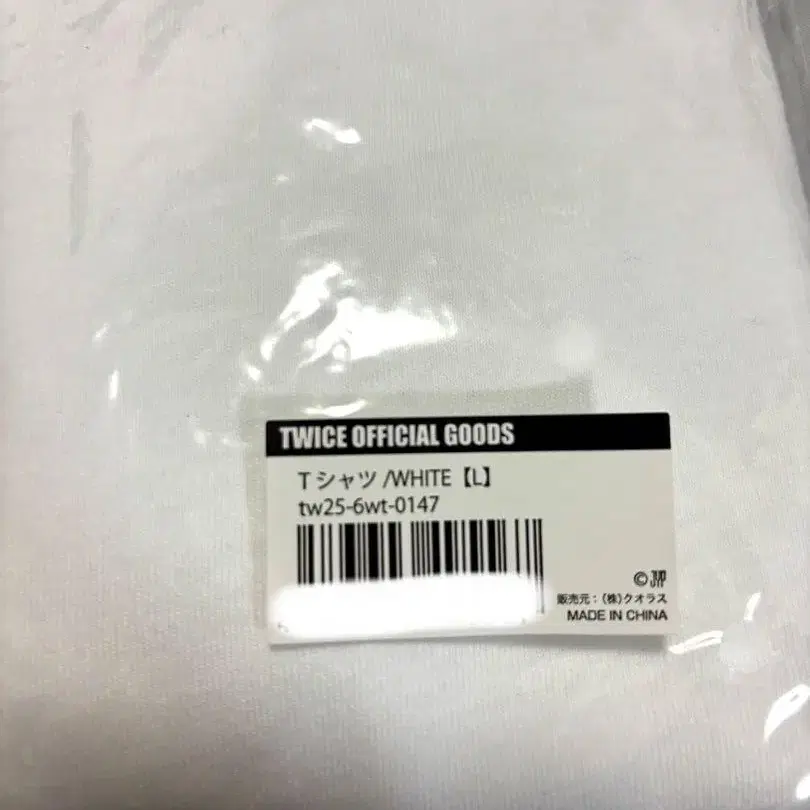 TWICE OFFICIAL GOODS
Tシャツ/WHITE【L】
tw25-6wt-0147
©JYP
販売元：(株)クオラス
MADE IN CHINA